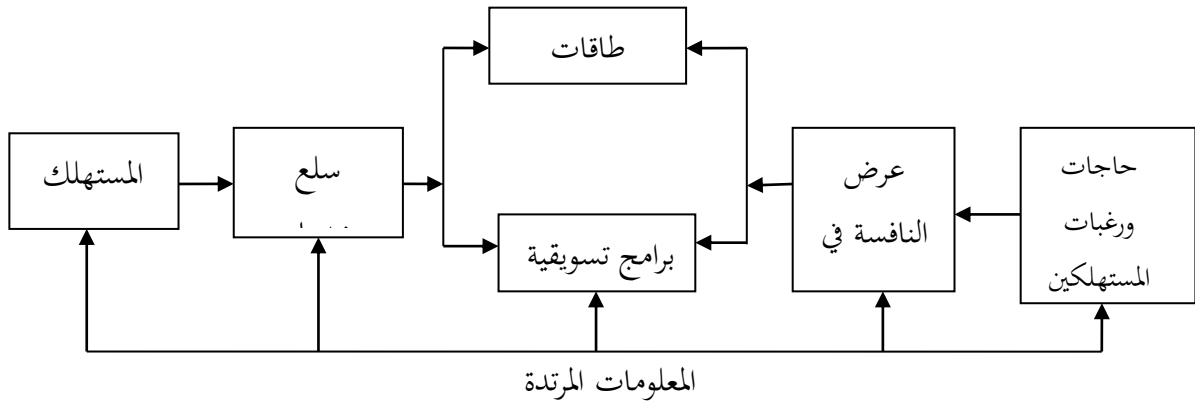 طاقات
حاجات
ورغبات
المستهلكين
عرض
النافسة في
برامج تسويقية
سلع
المستهلك
المعلومات المرتدة